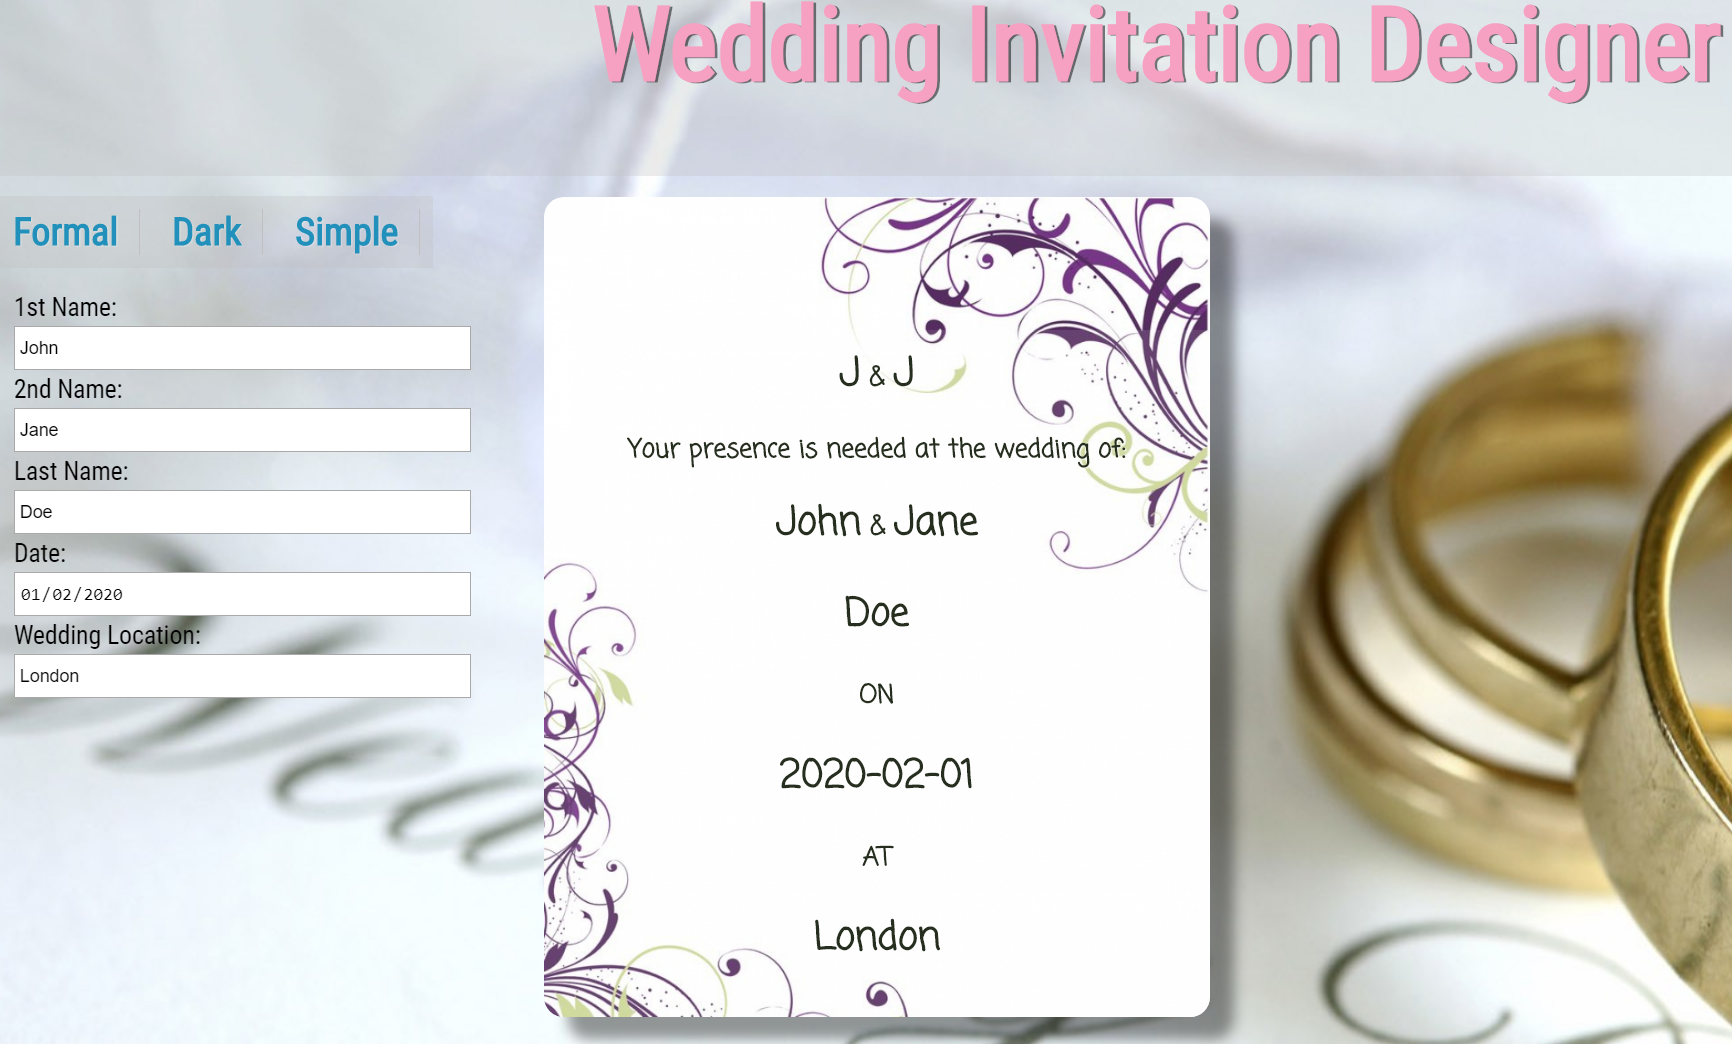 Wedding Invitation Designer
Formal Dark Simple
1st Name:
John
2nd Name:
Jane
Last Name:
Doe
Date:
01/02/2020
Wedding Location:
London
J & J
Your presence is needed at the wedding of:
John & Jane
Doe
ON
2020-02-01
AT
London